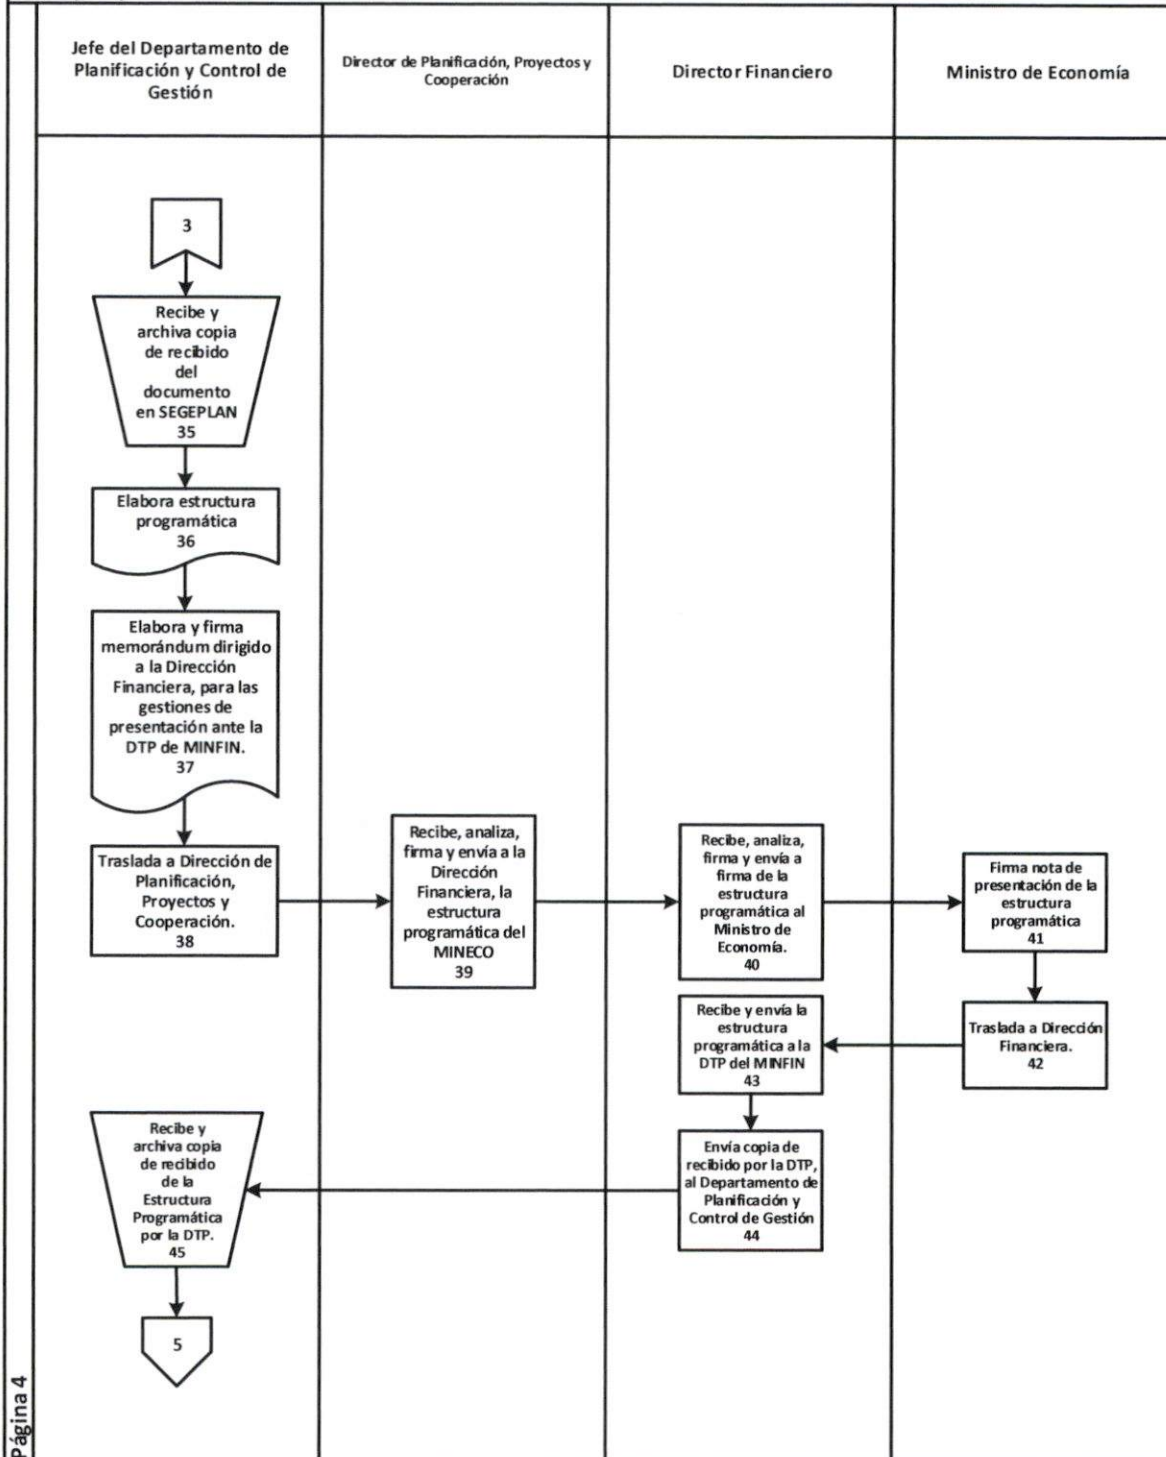 Jefe del Departamento de
Planificación y Control de
Gestión
Director de Planificación, Proyectos y
Cooperación
Director Financiero
Ministro de Economía
3
Recibe y
archiva copia
de recibido
del
documento
en SEGEPLAN
35
Elabora estructura
programática
36
Elabora y firma
memorándum dirigido
a la Dirección
Financiera, para las
gestiones de
presentación ante la
DTP de MINFIN.
37
Traslada a Dirección de
Planificación,
Proyectos y
Cooperación.
38
Recibe, analiza,
firma y envía a la
Dirección
Financiera, la
estructura
programática del
MINECO
39
Recibe, analiza,
firma y envía a
firma de la
estructura
programática al
Ministro de
Economía.
40
Firma nota de
presentación de la
estructura
programática
41
Traslada a Dirección
Financiera.
42
Recibe y envía la
estructura
programática a la
DTP del MINFIN
43
Envía copia de
recibido por la DTP,
al Departamento de
Planificación y
Control de Gestión
44
Recibe y
archiva copia
de recibido
de la
Estructura
Programática
por la DTP.
45
5
Página 4